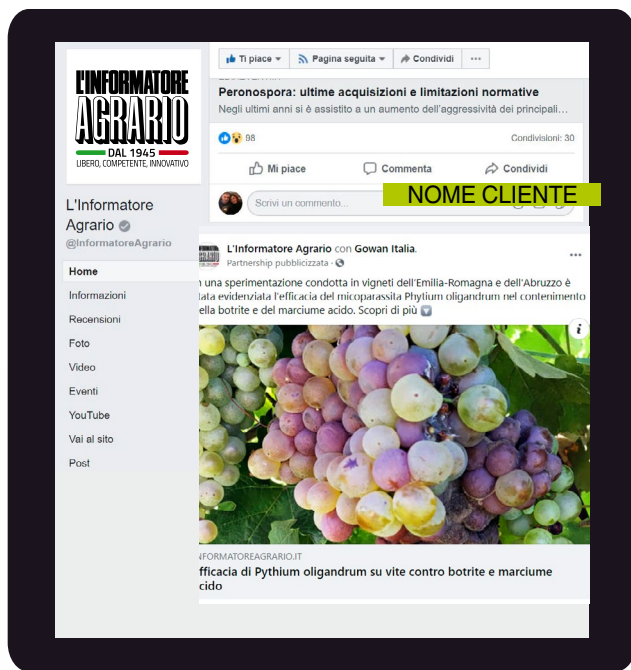 L'INFORMATORE
AGRARIO
DAL 1945
LIBERO, COMPETENTE, INNOVATIVO
L'Informatore
Agrario
@InformatoreAgrario
Home
Informazioni
Recensioni
Foto
Video
Eventi
YouTube
Vai al sito
Post
Ti piace
Pagina seguita
Condividi
Peronospora: ultime acquisizioni e limitazioni normative
Negli ultimi anni si è assistito a un aumento dell'aggressività dei principali…
98
Condivisioni: 30
Mi piace
Commenta
Condividi
NOME CLIENTE
Scrivi un commento...
L'Informatore Agrario con Gowan Italia.
Partnership pubblicizzata ·
n una sperimentazione condotta in vigneti dell'Emilia-Romagna e dell'Abruzzo è
tata evidenziata l'efficacia del micoparassita Phytium oligandrum nel contenimento
ella botrite e del marciume acido. Scopri di più
NFORMATOREAGRARIO.IT
fficacia di Pythium oligandrum su vite contro botrite e marciume
cido